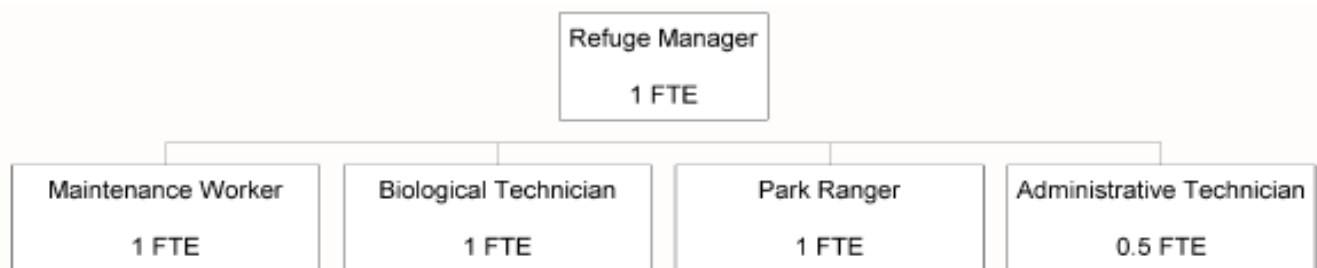 Refuge Manager
1 FTE
Maintenance Worker
1 FTE
Biological Technician
1 FTE
Park Ranger
1 FTE
Administrative Technician
0.5 FTE